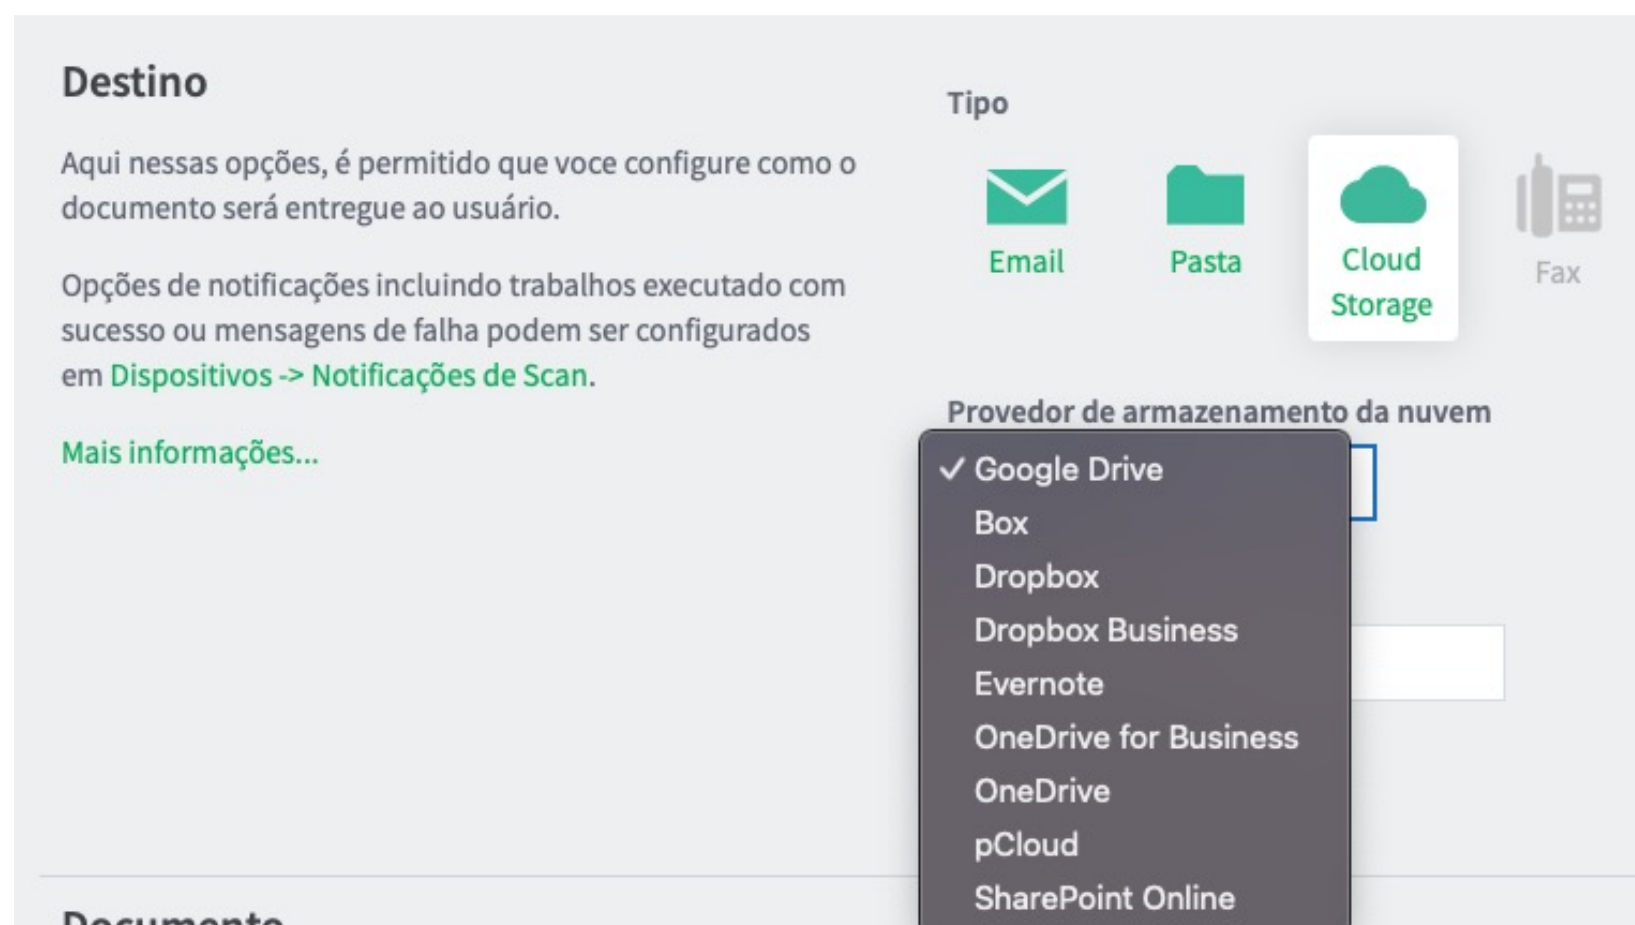 Destino
Aqui nessas opções, é permitido que voce configure como o
documento será entregue ao usuário.
Opções de notificações incluindo trabalhos executado com
sucesso ou mensagens de falha podem ser configurados
em Dispositivos -> Notificações de Scan.
Mais informações...
Tipo
Email
Pasta
Cloud
Storage
Fax
Provedor de armazenamento da nuvem
✓ Google Drive
Box
Dropbox
Dropbox Business
Evernote
OneDrive for Business
OneDrive
pCloud
SharePoint Online
Documento